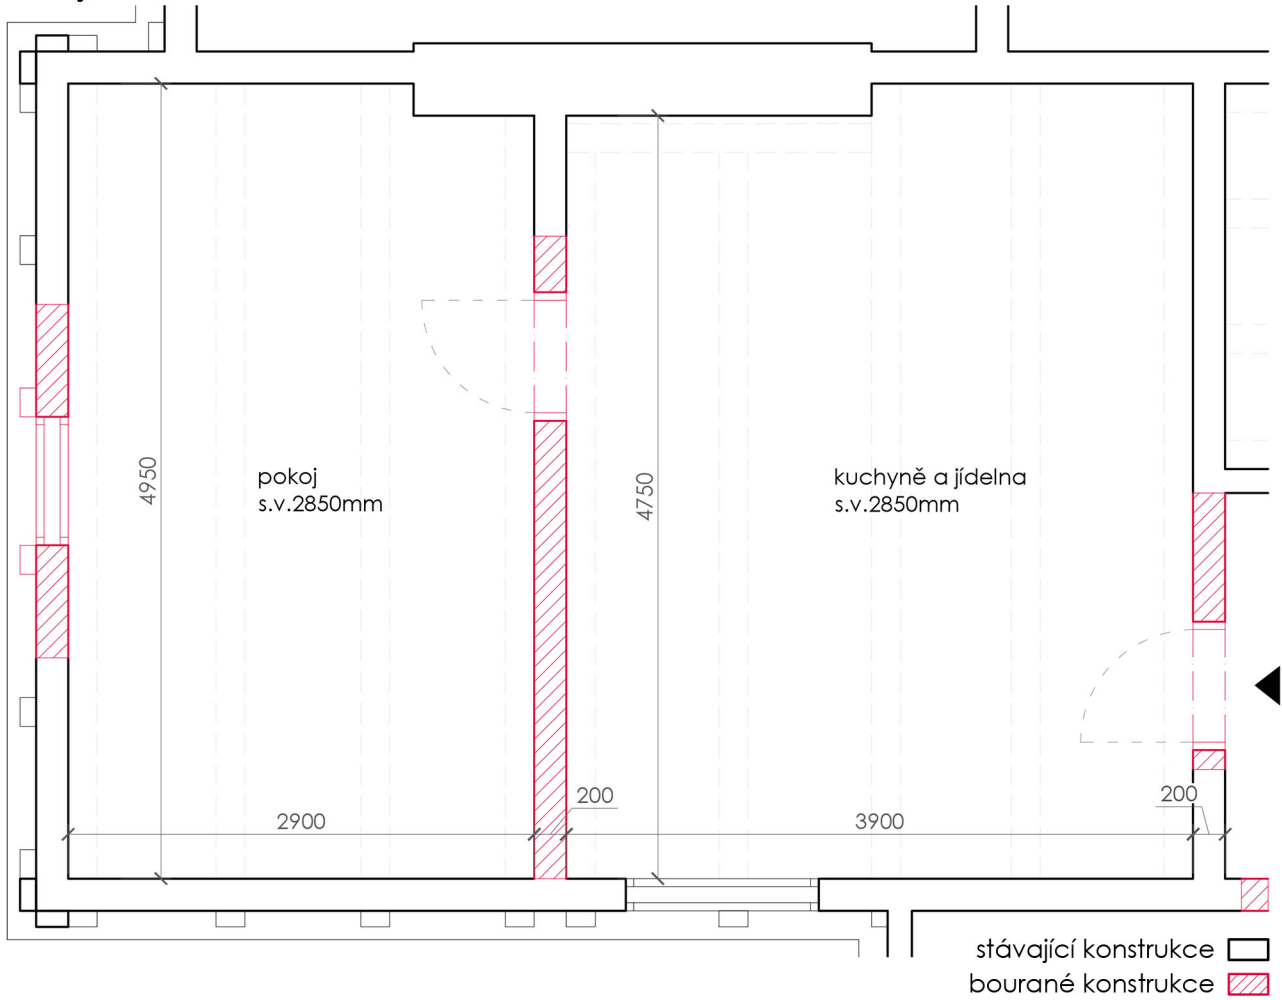 pokoj
s.v.2850mm
kuchyně a jídelna
s.v.2850mm
4950
4750
2900
200
3900
200
stávající konstrukce
bourané konstrukce